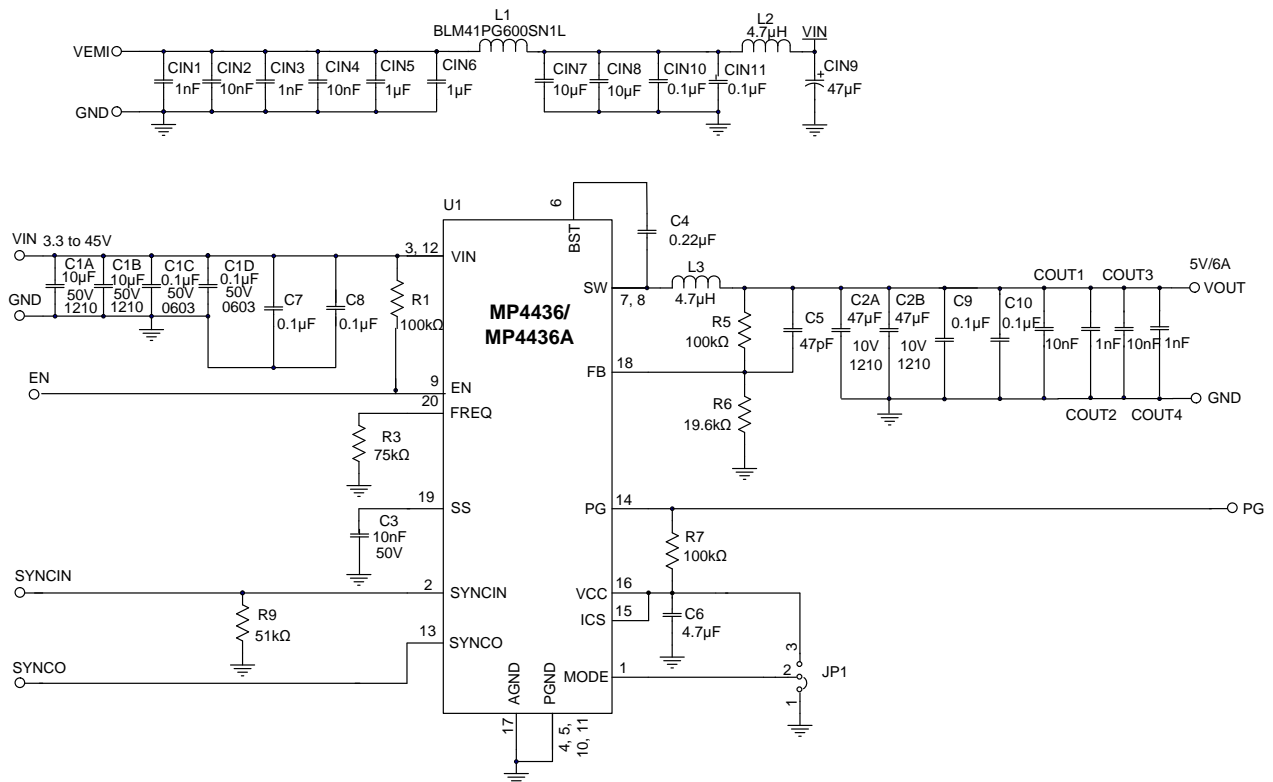 L1
BLM41PG600SN1L
L2
4.7µH
VIN
VEMI
CIN1
1nF
CIN2
10nF
CIN3
1nF
CIN4
10nF
CIN5
1µF
CIN6
1µF
CIN7
10µF
CIN8
10µF
CIN10
0.1µF
CIN11
0.1µF
+
CIN9
47µF
GND
U1
6
BST
C4
0.22µF
VIN 3.3 to 45V
3, 12
VIN
C1A
10µF
50V
1210
C1B
10µF
50V
1210
C1C
0.1µF
50V
0603
C1D
0.1µF
50V
0603
C7
0.1µF
C8
0.1µF
R1
100kΩ
GND
MP4436/
MP4436A
SW
7, 8
L3
4.7µH
R5
100kΩ
C5
47pF
C2A
47µF
10V
1210
C2B
47µF
10V
1210
C9
0.1µF
C10
0.1µF
COUT1
10nF
1nF
COUT3
10nF
1nF
5V/6A
VOUT
EN
9
EN
FB
18
20
FREQ
R3
75kΩ
R6
19.6kΩ
COUT2
COUT4
GND
19
SS
C3
10nF
50V
PG
14
PG
R7
100kΩ
SYNCIN
2
SYNCIN
R9
51kΩ
VCC
16
ICS
15
C6
4.7µF
13
SYNCO
SYNCO
MODE
1
3
2
1
JP1
AGND
PGND
17
4, 5,
10, 11